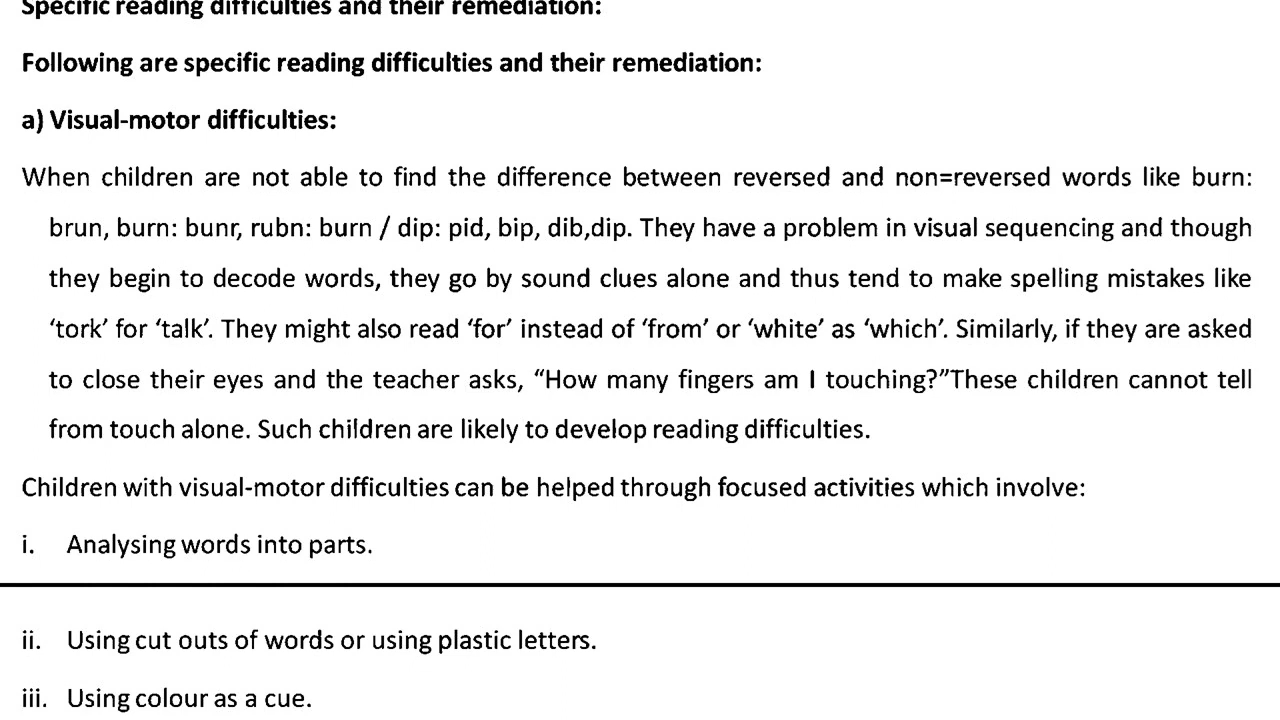 Specific reading difficulties and their remediation:
Following are specific reading difficulties and their remediation:
a) Visual-motor difficulties:
When children are not able to find the difference between reversed and non=reversed words like burn:
brun, burn: bunr, rubn: burn / dip: pid, bip, dib,dip. They have a problem in visual sequencing and though
they begin to decode words, they go by sound clues alone and thus tend to make spelling mistakes like
‘tork’ for ‘talk’. They might also read ‘for’ instead of ‘from’ or ‘white’ as ‘which’. Similarly, if they are asked
to close their eyes and the teacher asks, “How many fingers am I touching?”These children cannot tell
from touch alone. Such children are likely to develop reading difficulties.
Children with visual-motor difficulties can be helped through focused activities which involve:
i. Analysing words into parts.
ii. Using cut outs of words or using plastic letters.
iii. Using colour as a cue.